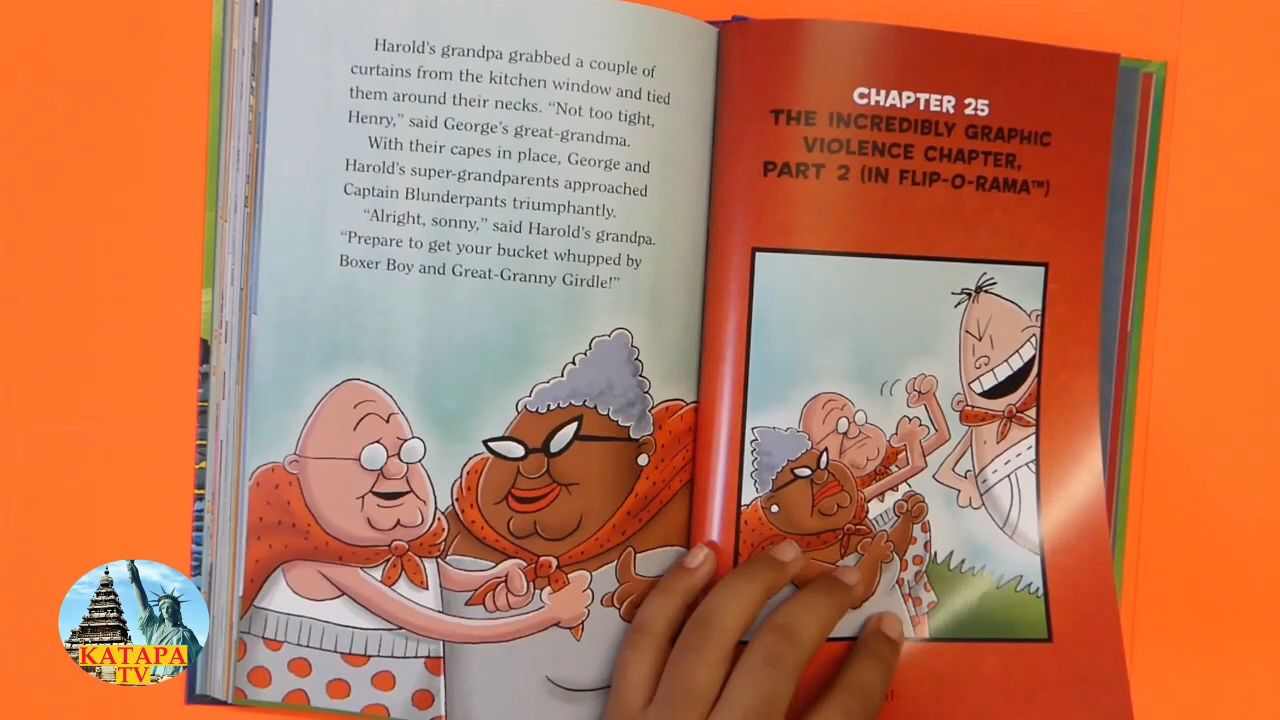 Harold's grandpa grabbed a couple of
curtains from the kitchen window and tied
them around their necks. “Not too tight,
Henry,” said George's great-grandma.
With their capes in place, George and
Harold's super-grandparents approached
Captain Blunderpants triumphantly.
“Alright, sonny,” said Harold's grandpa.
“Prepare to get your bucket whupped by
Boxer Boy and Great-Granny Girdle!”
CHAPTER 25
THE INCREDIBLY GRAPHIC
VIOLENCE CHAPTER,
PART 2 (IN FLIP-O-RAMA™)
KATAPA
TV